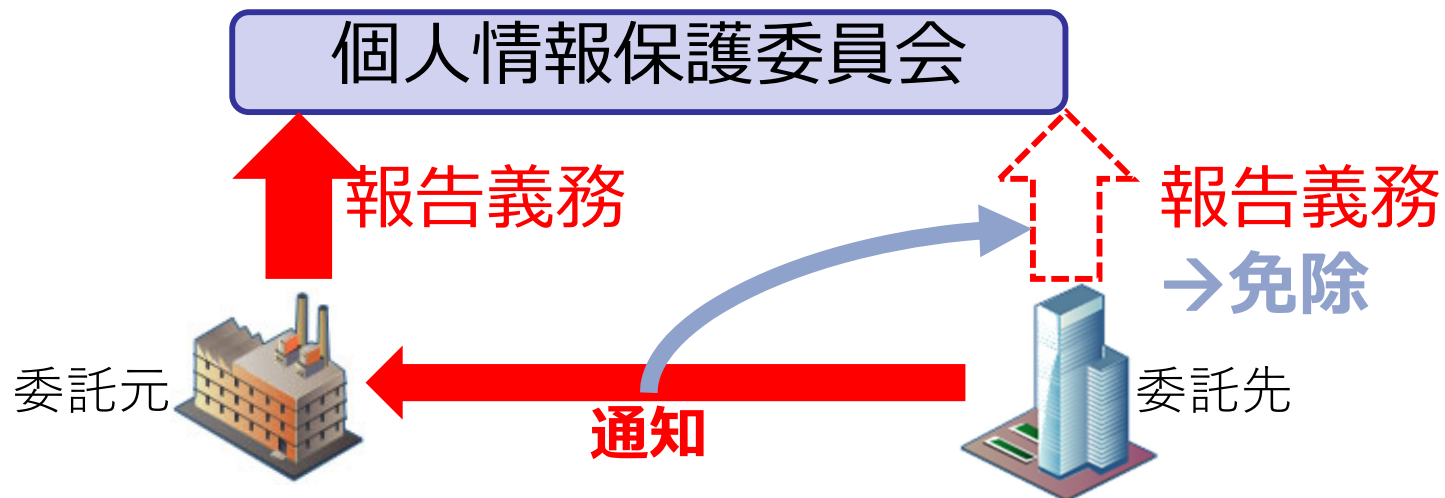 個人情報保護委員会
報告義務
報告義務
→免除
委託元
委託先
通知